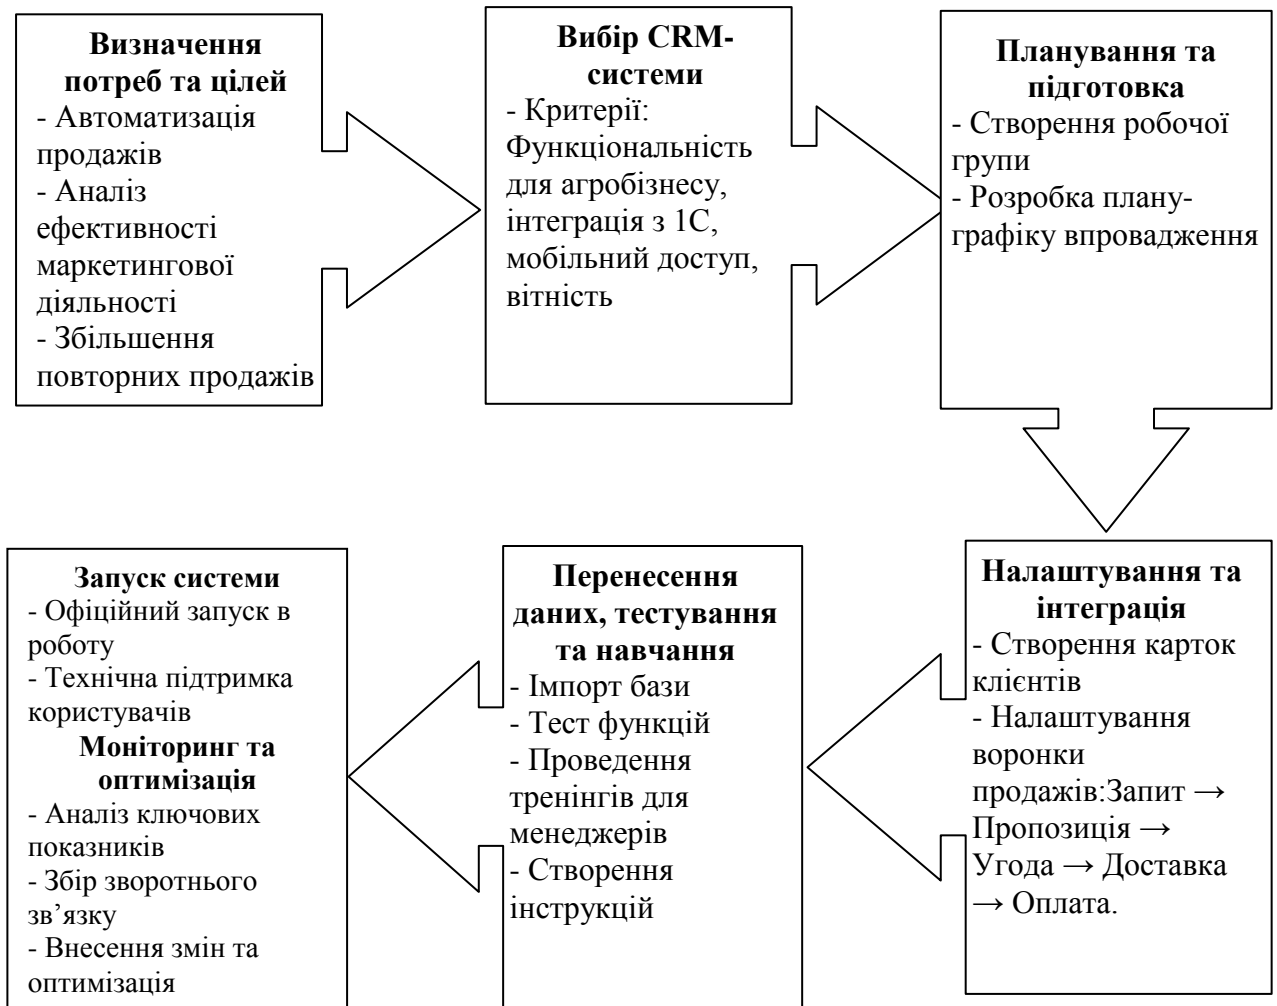 Визначення
потреб та цілей
- Автоматизація
продажів
- Аналіз
ефективності
маркетингової
діяльності
- Збільшення
повторних продажів
Вибір CRM-
системи
- Критерії:
Функціональність
для агробізнесу,
інтеграція з 1С,
мобільний доступ,
вітність
Планування та
підготовка
- Створення робочої
групи
- Розробка плану-
графіку впровадження
Налаштування та
інтеграція
- Створення карток
клієнтів
- Налаштування
воронки
продажів:Запит →
Пропозиція →
Угода → Доставка
→ Оплата.
Перенесення
даних, тестування
та навчання
- Імпорт бази
- Тест функцій
- Проведення
тренінгів для
менеджерів
- Створення
інструкцій
Запуск системи
- Офіційний запуск в
роботу
- Технічна підтримка
користувачів
Моніторинг та
оптимізація
- Аналіз ключових
показників
- Збір зворотнього
зв’язку
- Внесення змін та
оптимізація